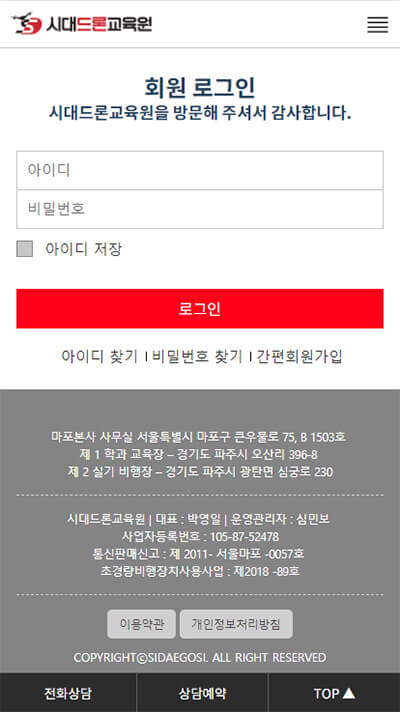 시대드론교육원
회원 로그인
시대드론교육원을 방문해 주셔서 감사합니다.
아이디
비밀번호
아이디 저장
로그인
아이디 찾기 I 비밀번호 찾기 I 간편회원가입
마포본사 사무실 서울특별시 마포구 큰우물로 75, B 1503호
제 1 학과 교육장 – 경기도 파주시 오산리 396-8
제 2 실기 비행장 – 경기도 파주시 광탄면 심궁로 230
시대드론교육원 | 대표 : 박영일 | 운영관리자 : 심민보
사업자등록번호 : 105-87-52478
통신판매신고 : 제 2011- 서울마포 -0057호
초경량비행장치사용사업 : 제2018 -89호
이용약관 개인정보처리방침
COPYRIGHTⓒSIDAEGOSI. ALL RIGHT RESERVED
전화상담 상담예약 TOP ▲